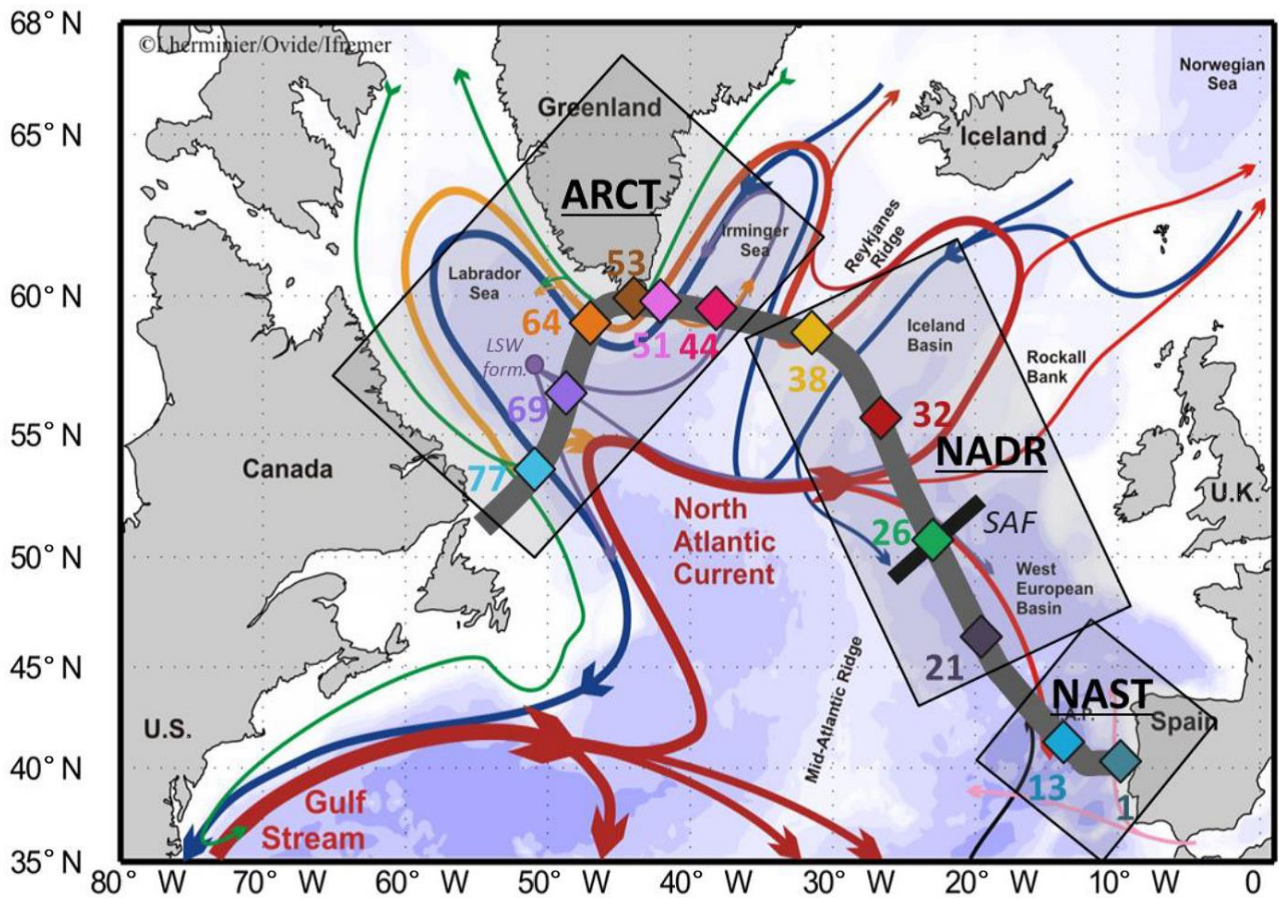 68° N
65° N
60° N
55° N
50° N
45° N
40° N
35° N
©Lherminier/Ovide/Ifremer
Greenland
ARCT
Iceland
Norwegian
Sea
Irminger
Sea
Reykjanes
Ridge
Labrador
Sea
53
64
51
44
LSW
form.
69
38
Iceland
Basin
Rockall
Bank
32
NADR
Canada
77
North
Atlantic
Current
26
SAF
U.K.
West
European
Basin
21
Mid-Atlantic Ridge
NAST
A.P.
Spain
U.S.
13
1
Gulf
Stream
80° W
70° W
60° W
50° W
40° W
30° W
20° W
10° W
0